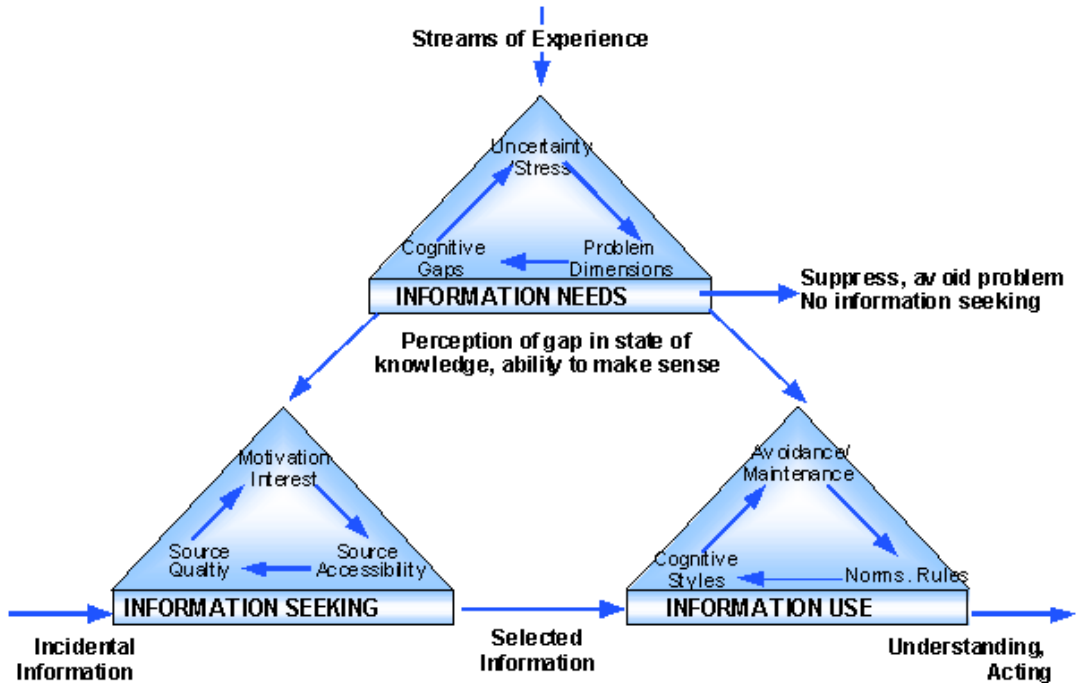 Streams of Experience
Uncertainty
/Stress
Cognitive
Gaps
Problem
Dimensions
INFORMATION NEEDS
Suppress, avoid problem
No information seeking
Perception of gap in state of
knowledge, ability to make sense
Motivation
Interest
Source
Qualtiy
Source
Accessibility
INFORMATION SEEKING
Avoidance/
Maintenance
Cognitive
Styles
Norms. Rules
INFORMATION USE
Incidental
Information
Selected
Information
Understanding,
Acting